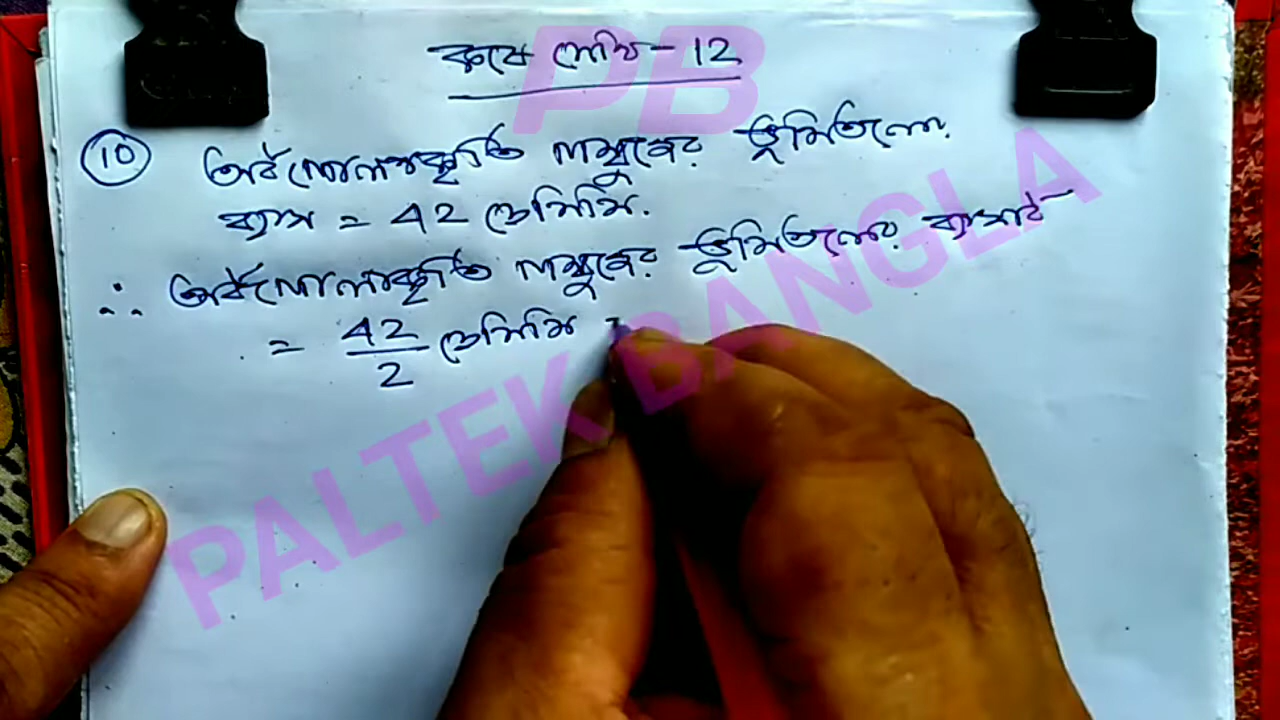 কষে দেখি - 12
10 অর্ধগোলাকৃতি গম্বুজের ভূমিতলের
ব্যাস = 42 ডেসিমি.
∴ অর্ধগোলাকৃতি গম্বুজের ভূমিতলের ব্যাসার্ধ
= 42/2 ডেসিমি
PB
PALTEK BANGLA